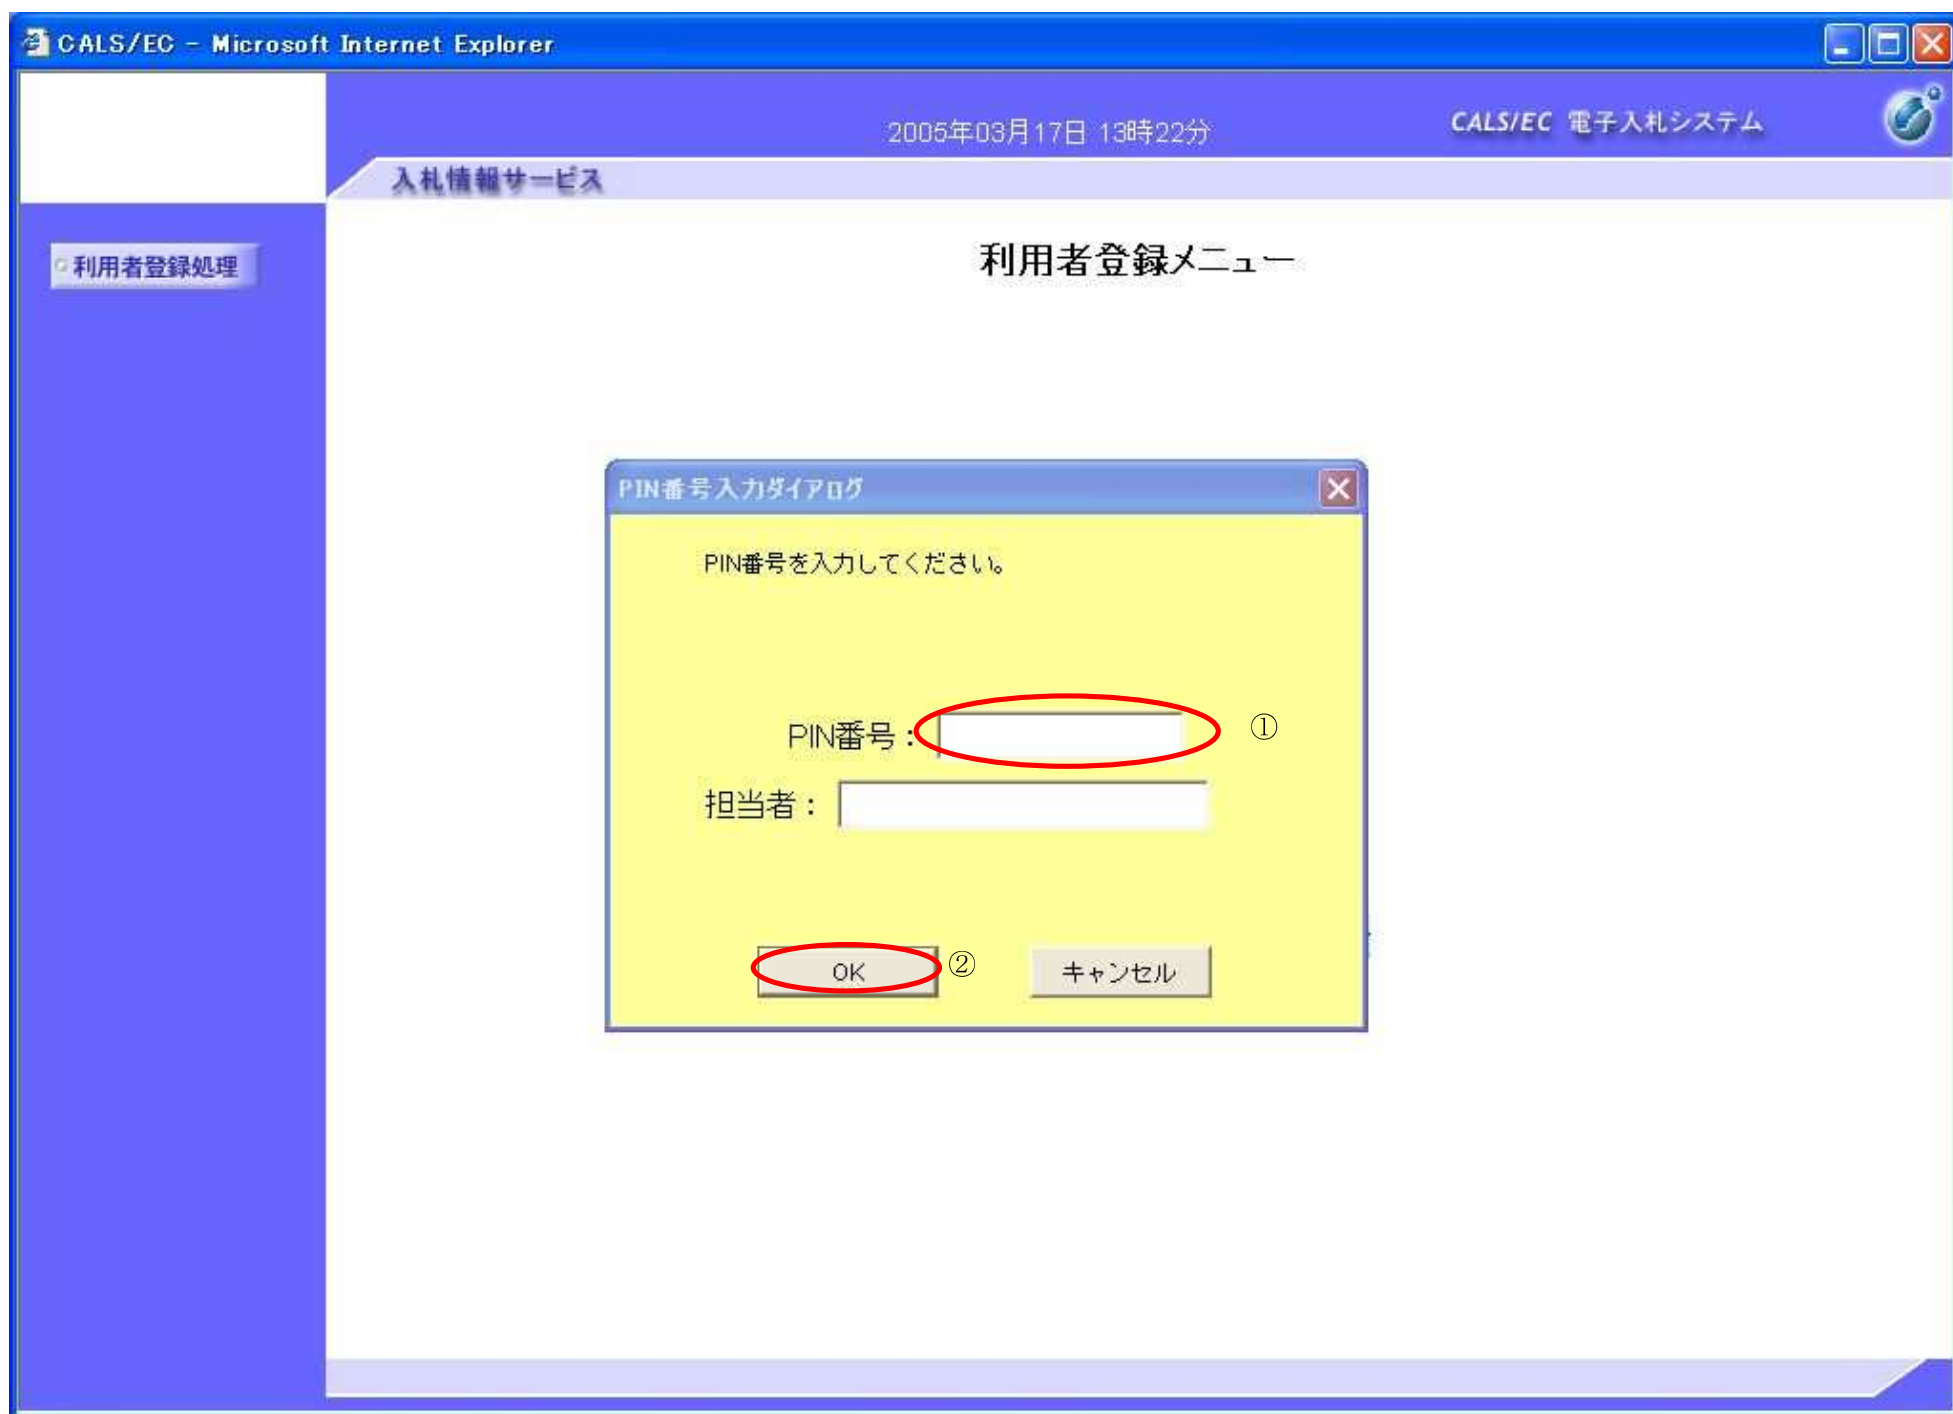 CALS/EC - Microsoft Internet Explorer
2005年03月17日 13時22分
CALS/EC 電子入札システム
入札情報サービス
利用者登録処理
利用者登録メニュー
PIN番号入力ダイアログ
PIN番号を入力してください。
PIN番号：
①
担当者：
OK
②
キャンセル